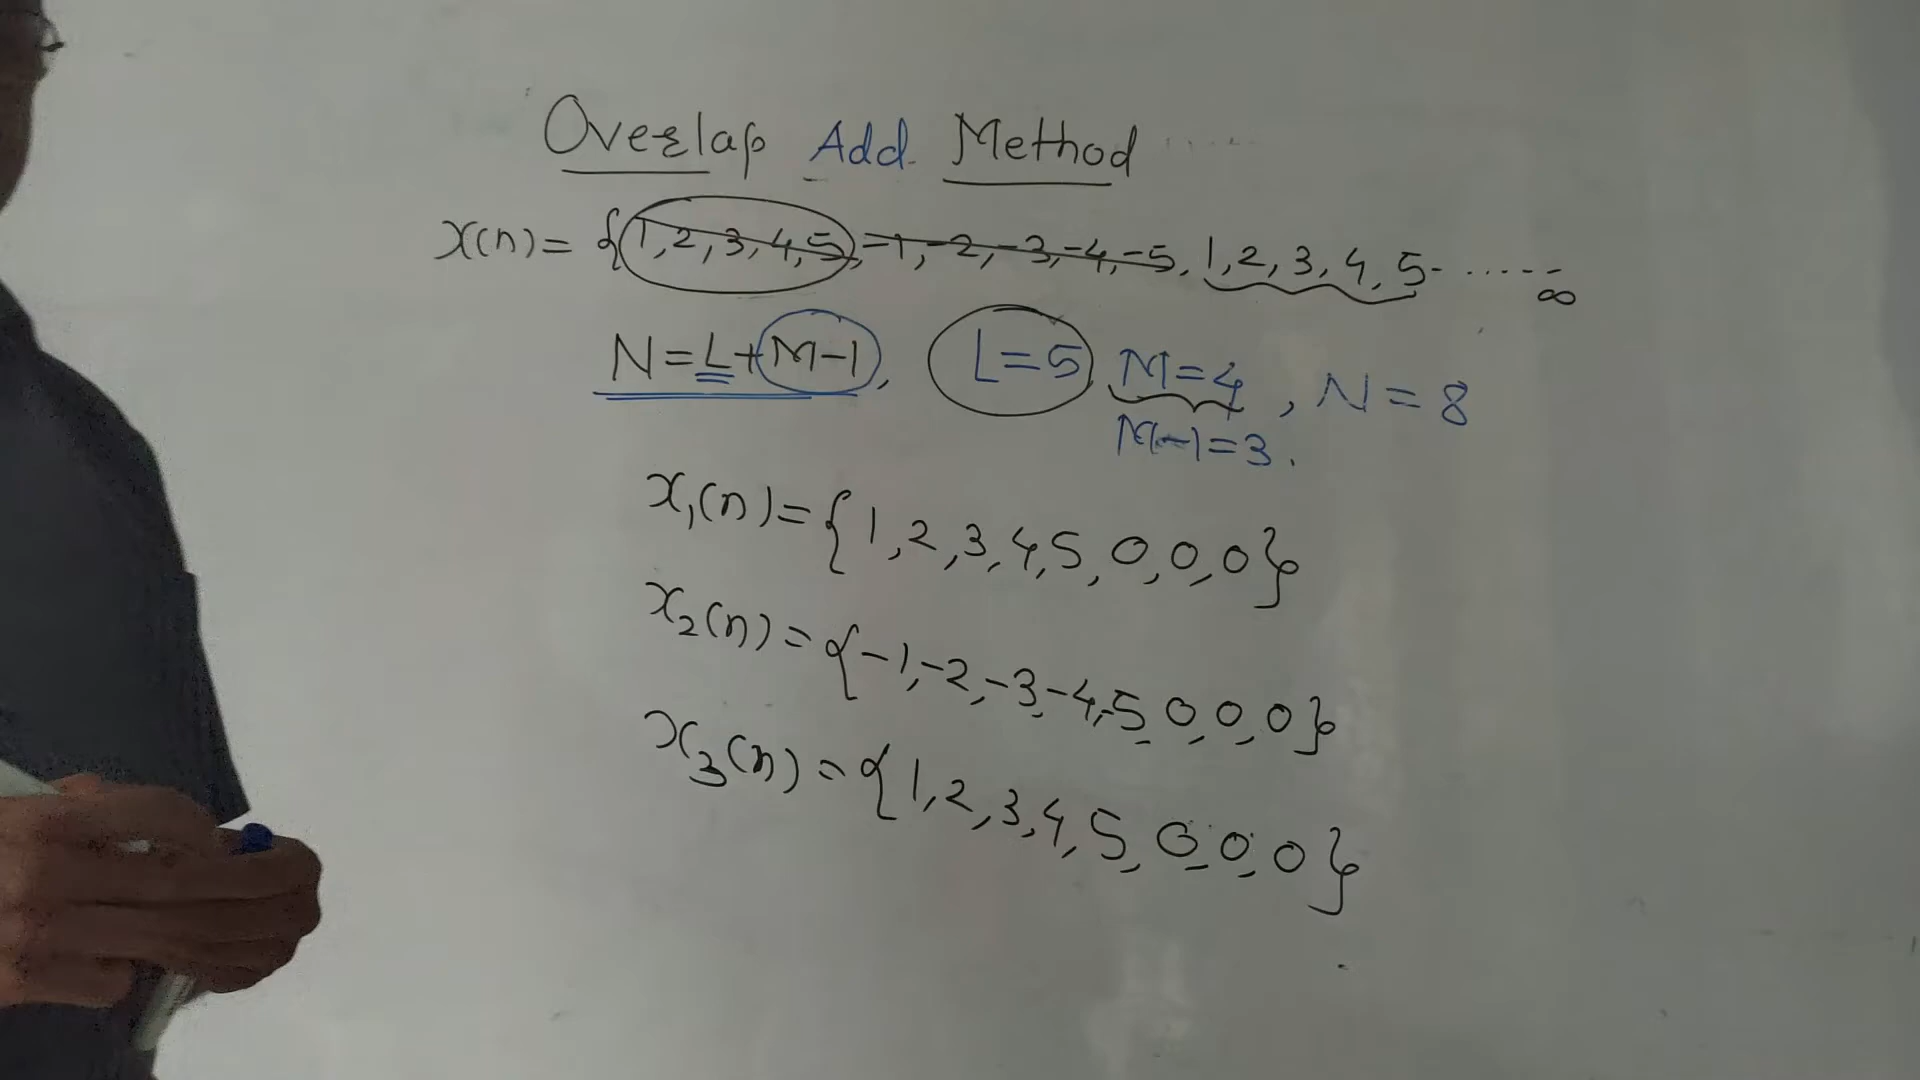 Overlap Add Method .....
x(n) = {1, 2, 3, 4, 5, -1, -2, -3, -4, -5, 1, 2, 3, 4, 5- ...... ∞
N = L + M-1, L = 5, M = 4, N = 8
M-1 = 3.
x₁(n) = {1, 2, 3, 4, 5, 0, 0, 0}
x₂(n) = {-1, -2, -3, -4, -5, 0, 0, 0}
x₃(n) = {1, 2, 3, 4, 5, 0, 0, 0}